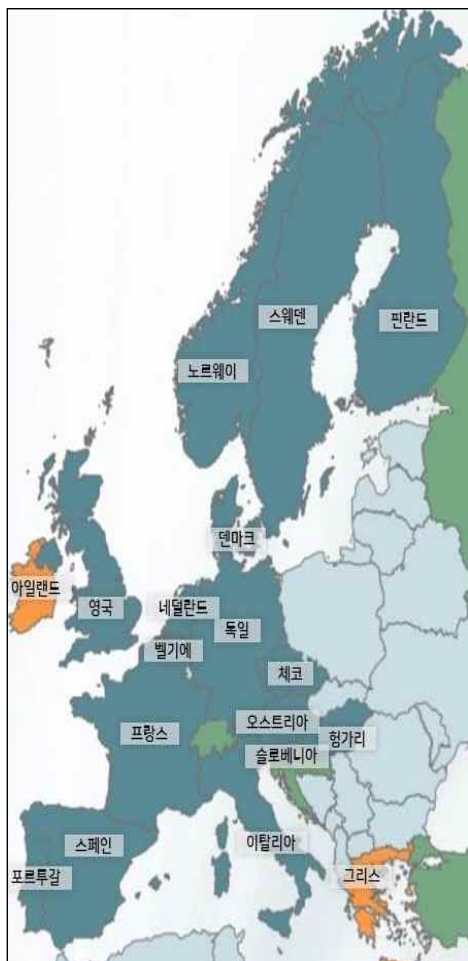 스웨덴
핀란드
노르웨이
덴마크
아일랜드
영국
네덜란드
독일
벨기에
체코
오스트리아
프랑스
헝가리
슬로베니아
스페인
이탈리아
포르투갈
그리스